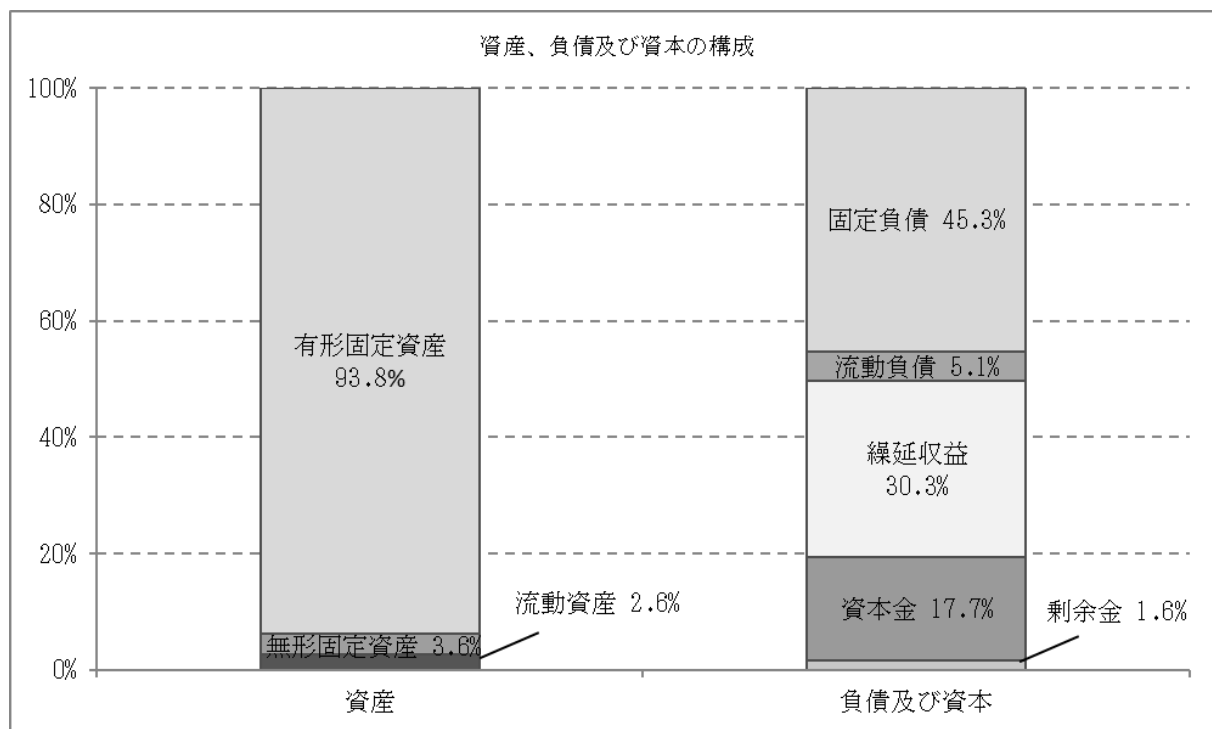 資産、負債及び資本の構成
100%
80%
60%
40%
20%
0%
有形固定資産
93.8%
無形固定資産 3.6%
流動資産 2.6%
資産
固定負債 45.3%
流動負債 5.1%
繰延収益
30.3%
資本金 17.7%
剰余金 1.6%
負債及び資本